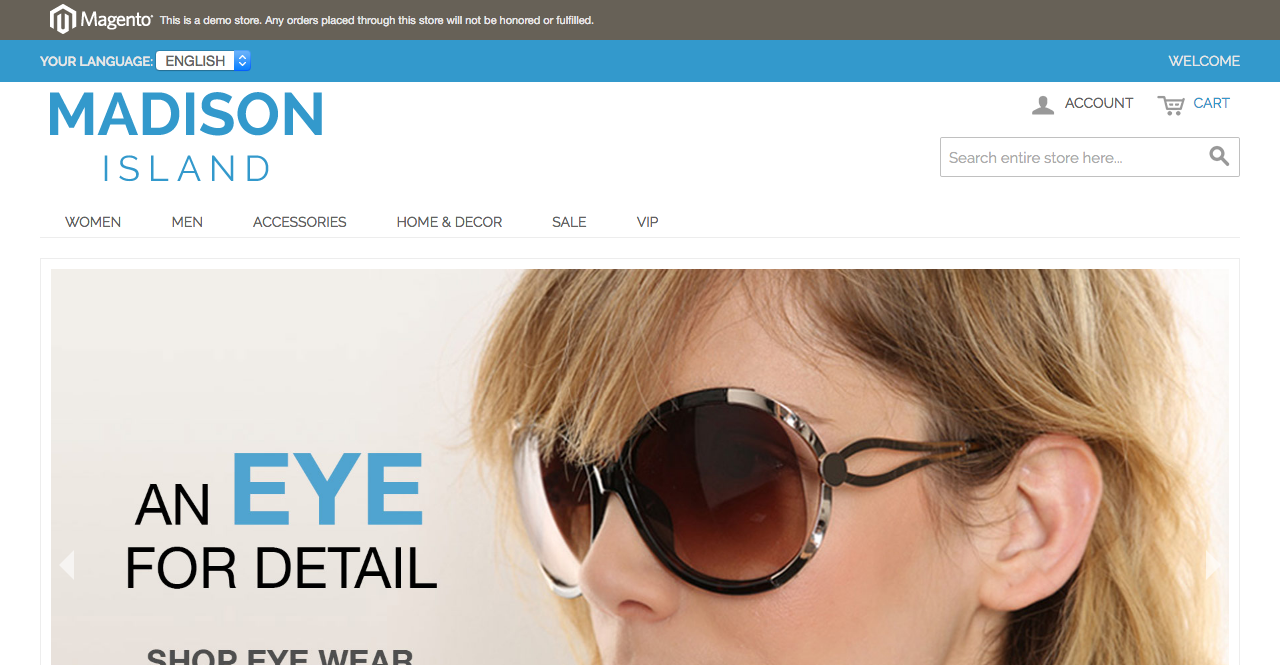 Magento® This is a demo store. Any orders placed through this store will not be honored or fulfilled.
YOUR LANGUAGE: ENGLISH
WELCOME
MADISON
ISLAND
ACCOUNT CART
Search entire store here...
WOMEN MEN ACCESSORIES HOME & DECOR SALE VIP
AN EYE
FOR DETAIL
SHOP EYE WEAR